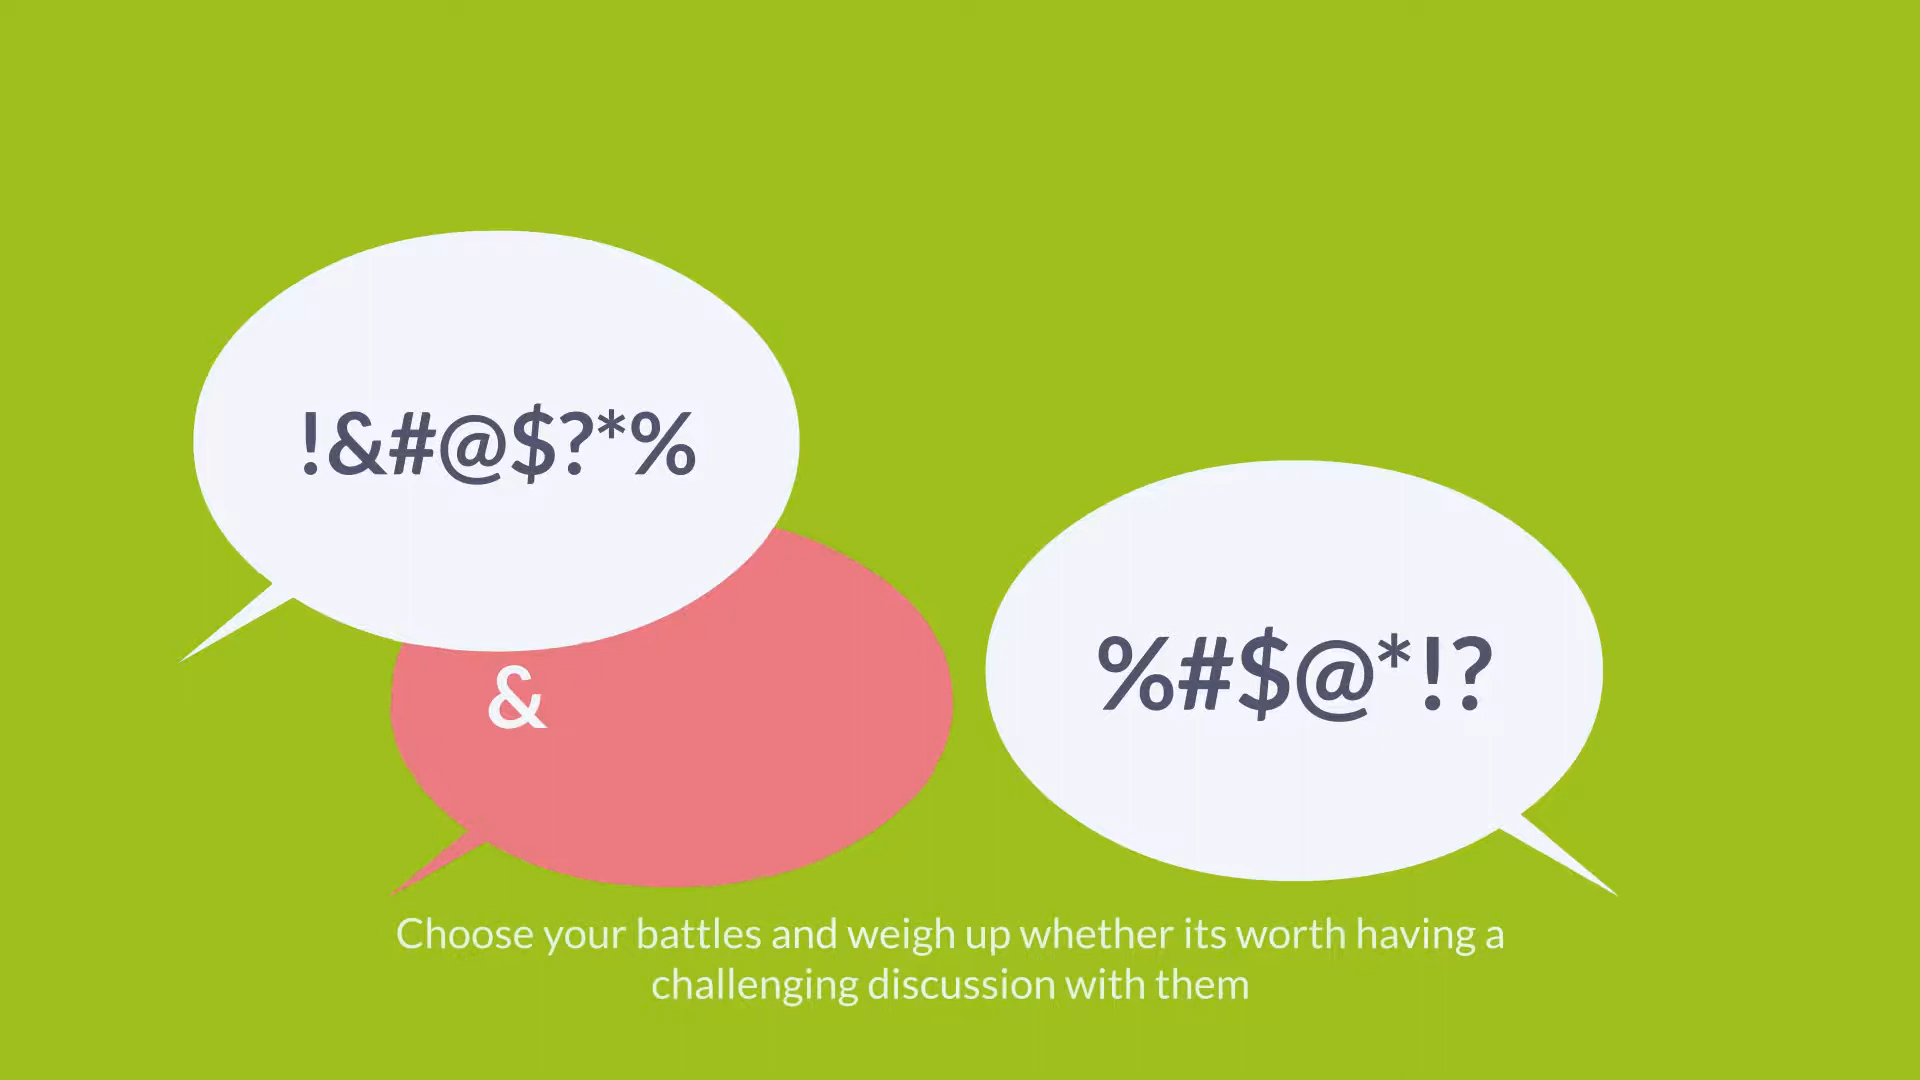 !&#@$?*%
%#$@*!?
&
Choose your battles and weigh up whether its worth having a
challenging discussion with them